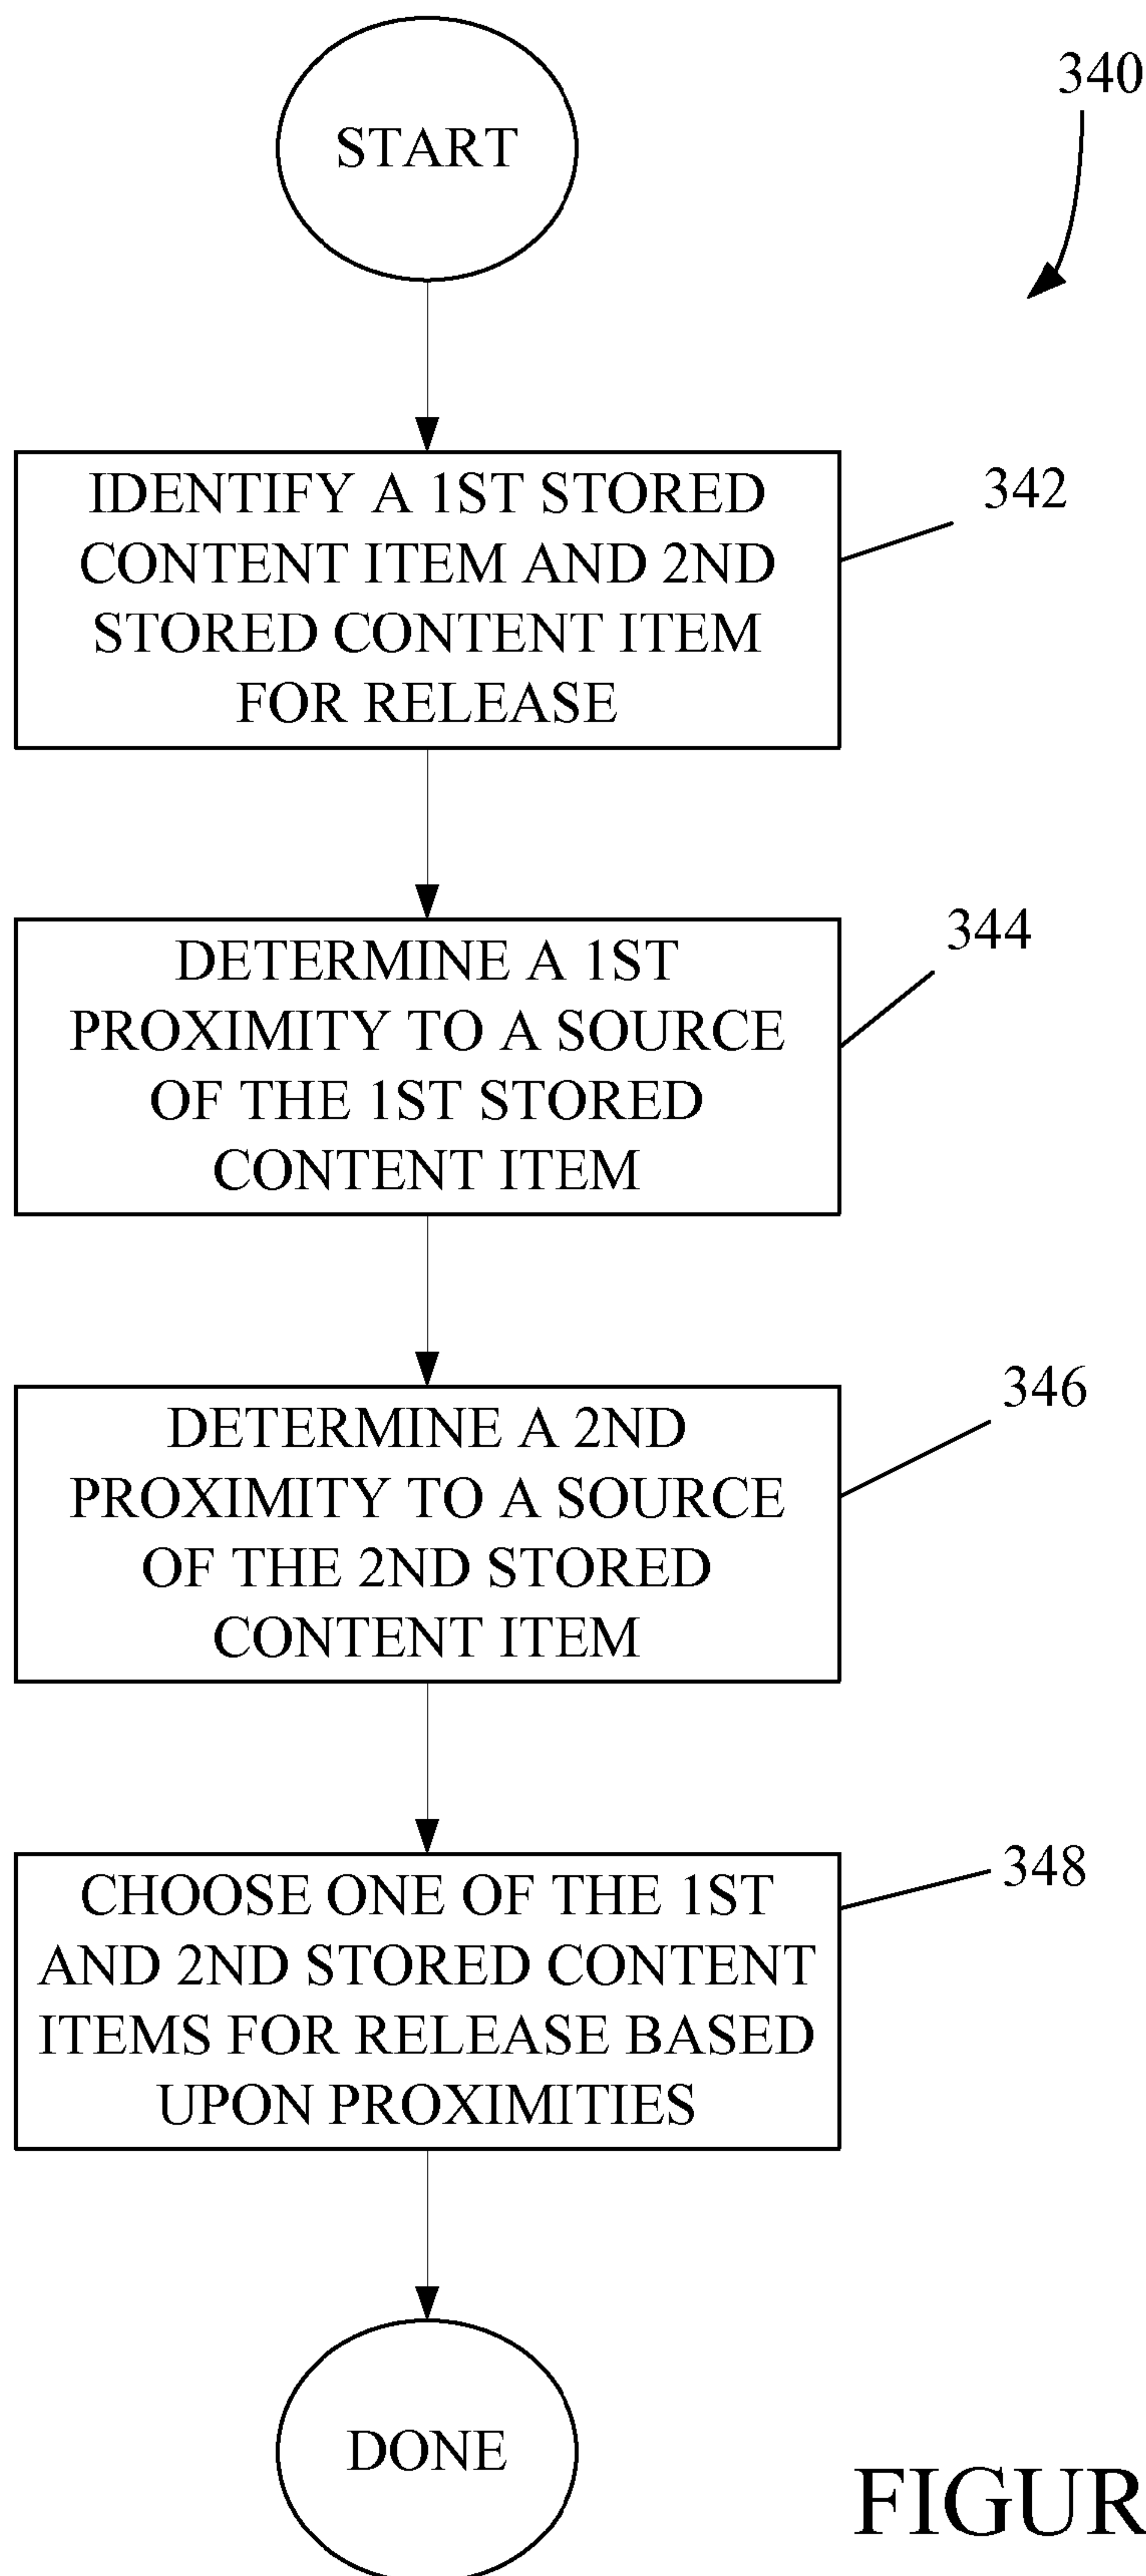 START
340
IDENTIFY A 1ST STORED
CONTENT ITEM AND 2ND
STORED CONTENT ITEM
FOR RELEASE
342
DETERMINE A 1ST
PROXIMITY TO A SOURCE
OF THE 1ST STORED
CONTENT ITEM
344
DETERMINE A 2ND
PROXIMITY TO A SOURCE
OF THE 2ND STORED
CONTENT ITEM
346
CHOOSE ONE OF THE 1ST
AND 2ND STORED CONTENT
ITEMS FOR RELEASE BASED
UPON PROXIMITIES
348
DONE
FIGUR